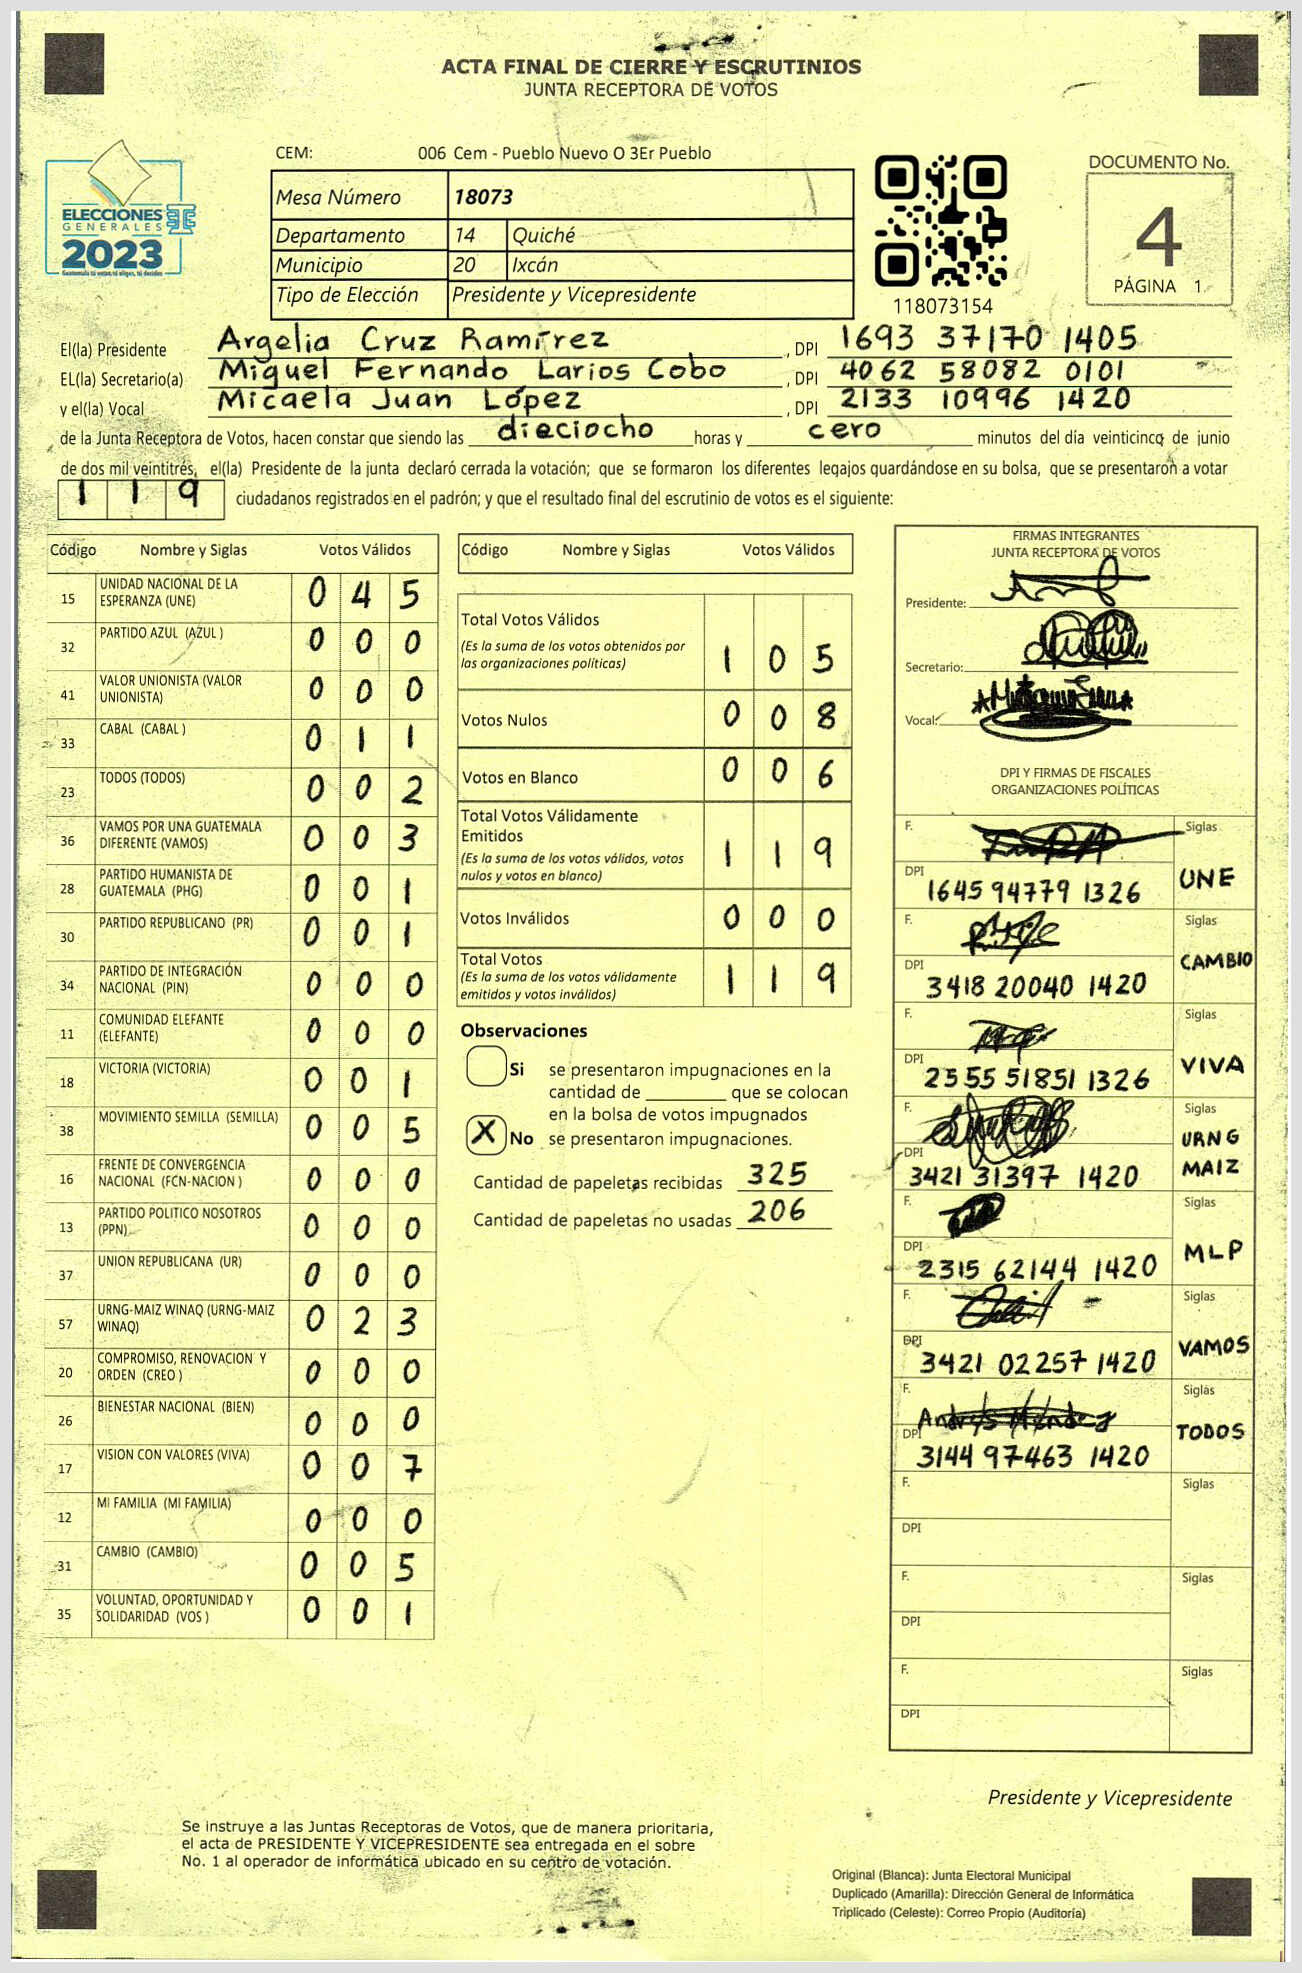 ACTA FINAL DE CIERRE Y ESCRUTINIOS
JUNTA RECEPTORA DE VOTOS
CEM: 006 Cem - Pueblo Nuevo O 3Er Pueblo
DOCUMENTO No.
4
PÁGINA 1
ELECCIONES
GENERALES
2023
Guatemala tú votas, tú eliges, tú decides
Mesa Número 18073
Departamento 14 Quiché
Municipio 20 Ixcán
Tipo de Elección Presidente y Vicepresidente
118073154
El(la) Presidente Argelia Cruz Ramírez , DPI 1693 37170 1405
EL(la) Secretario(a) Miguel Fernando Larios Cobo , DPI 4062 58082 0101
y el(la) Vocal Micaela Juan López , DPI 2133 10996 1420
de la Junta Receptora de Votos, hacen constar que siendo las dieciocho horas y cero minutos del día veinticinco de junio
de dos mil veintitrés, el(la) Presidente de la junta declaró cerrada la votación; que se formaron los diferentes legajos guardándose en su bolsa, que se presentaron a votar
119 ciudadanos registrados en el padrón; y que el resultado final del escrutinio de votos es el siguiente:
Código Nombre y Siglas Votos Válidos
15 UNIDAD NACIONAL DE LA ESPERANZA (UNE) 0 4 5
32 PARTIDO AZUL (AZUL ) 0 0 0
41 VALOR UNIONISTA (VALOR UNIONISTA) 0 0 0
33 CABAL (CABAL ) 0 1 1
23 TODOS (TODOS) 0 0 2
36 VAMOS POR UNA GUATEMALA DIFERENTE (VAMOS) 0 0 3
28 PARTIDO HUMANISTA DE GUATEMALA (PHG) 0 0 1
30 PARTIDO REPUBLICANO (PR) 0 0 1
34 PARTIDO DE INTEGRACIÓN NACIONAL (PIN) 0 0 0
11 COMUNIDAD ELEFANTE (ELEFANTE) 0 0 0
18 VICTORIA (VICTORIA) 0 0 1
38 MOVIMIENTO SEMILLA (SEMILLA) 0 0 5
16 FRENTE DE CONVERGENCIA NACIONAL (FCN-NACION ) 0 0 0
13 PARTIDO POLITICO NOSOTROS (PPN) 0 0 0
37 UNION REPUBLICANA (UR) 0 0 0
57 URNG-MAIZ WINAQ (URNG-MAIZ WINAQ) 0 2 3
20 COMPROMISO, RENOVACION Y ORDEN (CREO ) 0 0 0
26 BIENESTAR NACIONAL (BIEN) 0 0 0
17 VISION CON VALORES (VIVA) 0 0 7
12 MI FAMILIA (MI FAMILIA) 0 0 0
31 CAMBIO (CAMBIO) 0 0 5
35 VOLUNTAD, OPORTUNIDAD Y SOLIDARIDAD (VOS ) 0 0 1
Código Nombre y Siglas Votos Válidos
Total Votos Válidos
(Es la suma de los votos obtenidos por
las organizaciones políticas) 1 0 5
Votos Nulos 0 0 8
Votos en Blanco 0 0 6
Total Votos Válidamente
Emitidos
(Es la suma de los votos válidos, votos
nulos y votos en blanco) 1 1 9
Votos Inválidos 0 0 0
Total Votos
(Es la suma de los votos válidamente
emitidos y votos inválidos) 1 1 9
Observaciones
Si se presentaron impugnaciones en la
cantidad de ________ que se colocan
en la bolsa de votos impugnados
X No se presentaron impugnaciones.
Cantidad de papeletas recibidas 325
Cantidad de papeletas no usadas 206
FIRMAS INTEGRANTES
JUNTA RECEPTORA DE VOTOS
Presidente:
Secretario:
Vocal:
DPI Y FIRMAS DE FISCALES
ORGANIZACIONES POLÍTICAS
F. Siglas
DPI 1645 94779 1326 UNE
F. Siglas
DPI 3418 20040 1420 CAMBIO
F. Siglas
DPI 2555 51851 1326 VIVA
F. Siglas
DPI 3421 31397 1420 URNG MAIZ
F. Siglas
DPI 2315 62144 1420 MLP
F. Siglas
DPI 3421 02257 1420 VAMOS
F. Andrés Méndez Siglas
DPI 3144 97463 1420 TODOS
F. Siglas
DPI
F. Siglas
DPI
F. Siglas
DPI
Presidente y Vicepresidente
Se instruye a las Juntas Receptoras de Votos, que de manera prioritaria,
el acta de PRESIDENTE Y VICEPRESIDENTE sea entregada en el sobre
No. 1 al operador de informática ubicado en su centro de votación.
Original (Blanca): Junta Electoral Municipal
Duplicado (Amarilla): Dirección General de Informática
Triplicado (Celeste): Correo Propio (Auditoría)